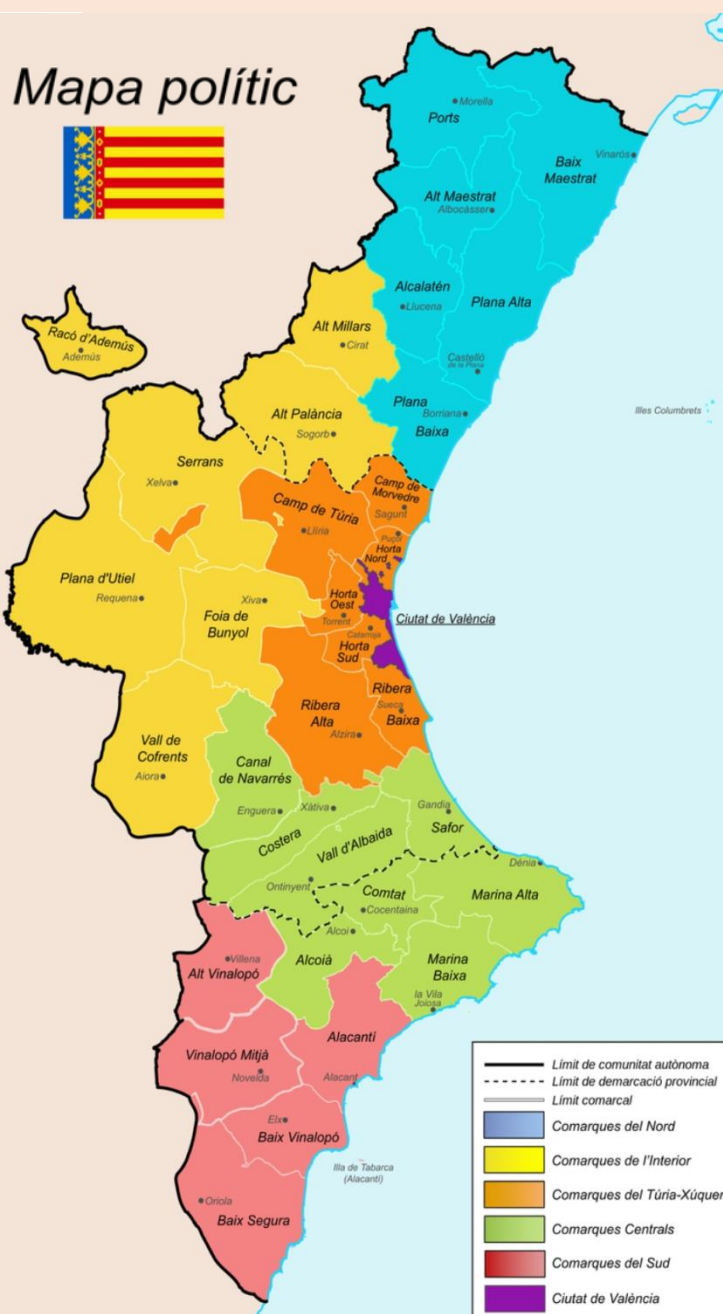 Mapa polític
Morella
Ports
Vinaròs
Baix
Maestrat
Alt Maestrat
Albocàsser
Alcalatén
Llucena
Plana Alta
Alt Millars
Cirat
Racó d'Ademús
Ademús
Castelló
de la Plana
Plana
Baixa
Borriana
Illes Columbrets
Alt Palància
Sogorb
Serrans
Xelva
Camp de
Morvedre
Sagunt
Camp de Túria
Llíria
Puçol
Horta
Nord
Plana d'Utiel
Requena
Xiva
Foia de
Bunyol
Horta
Oest
Torrent
Ciutat de València
Catarroja
Horta
Sud
Ribera
Baixa
Sueca
Ribera
Alta
Alzira
Vall de
Cofrents
Aiora
Canal
de Navarrés
Enguera
Xàtiva
Gandia
Safor
Costera
Vall d'Albaida
Dénia
Ontinyent
Comtat
Cocentaina
Marina Alta
Alcoi
Alcoià
Marina
Baixa
la Vila
Joiosa
Villena
Alt Vinalopó
Alacantí
Alacant
Vinalopó Mitjà
Novelda
Elx
Baix Vinalopó
Illa de Tabarca
(Alacantí)
Oriola
Baix Segura
Límit de comunitat autònoma
Límit de demarcació provincial
Límit comarcal
Comarques del Nord
Comarques de l'Interior
Comarques del Túria-Xúquer
Comarques Centrals
Comarques del Sud
Ciutat de València